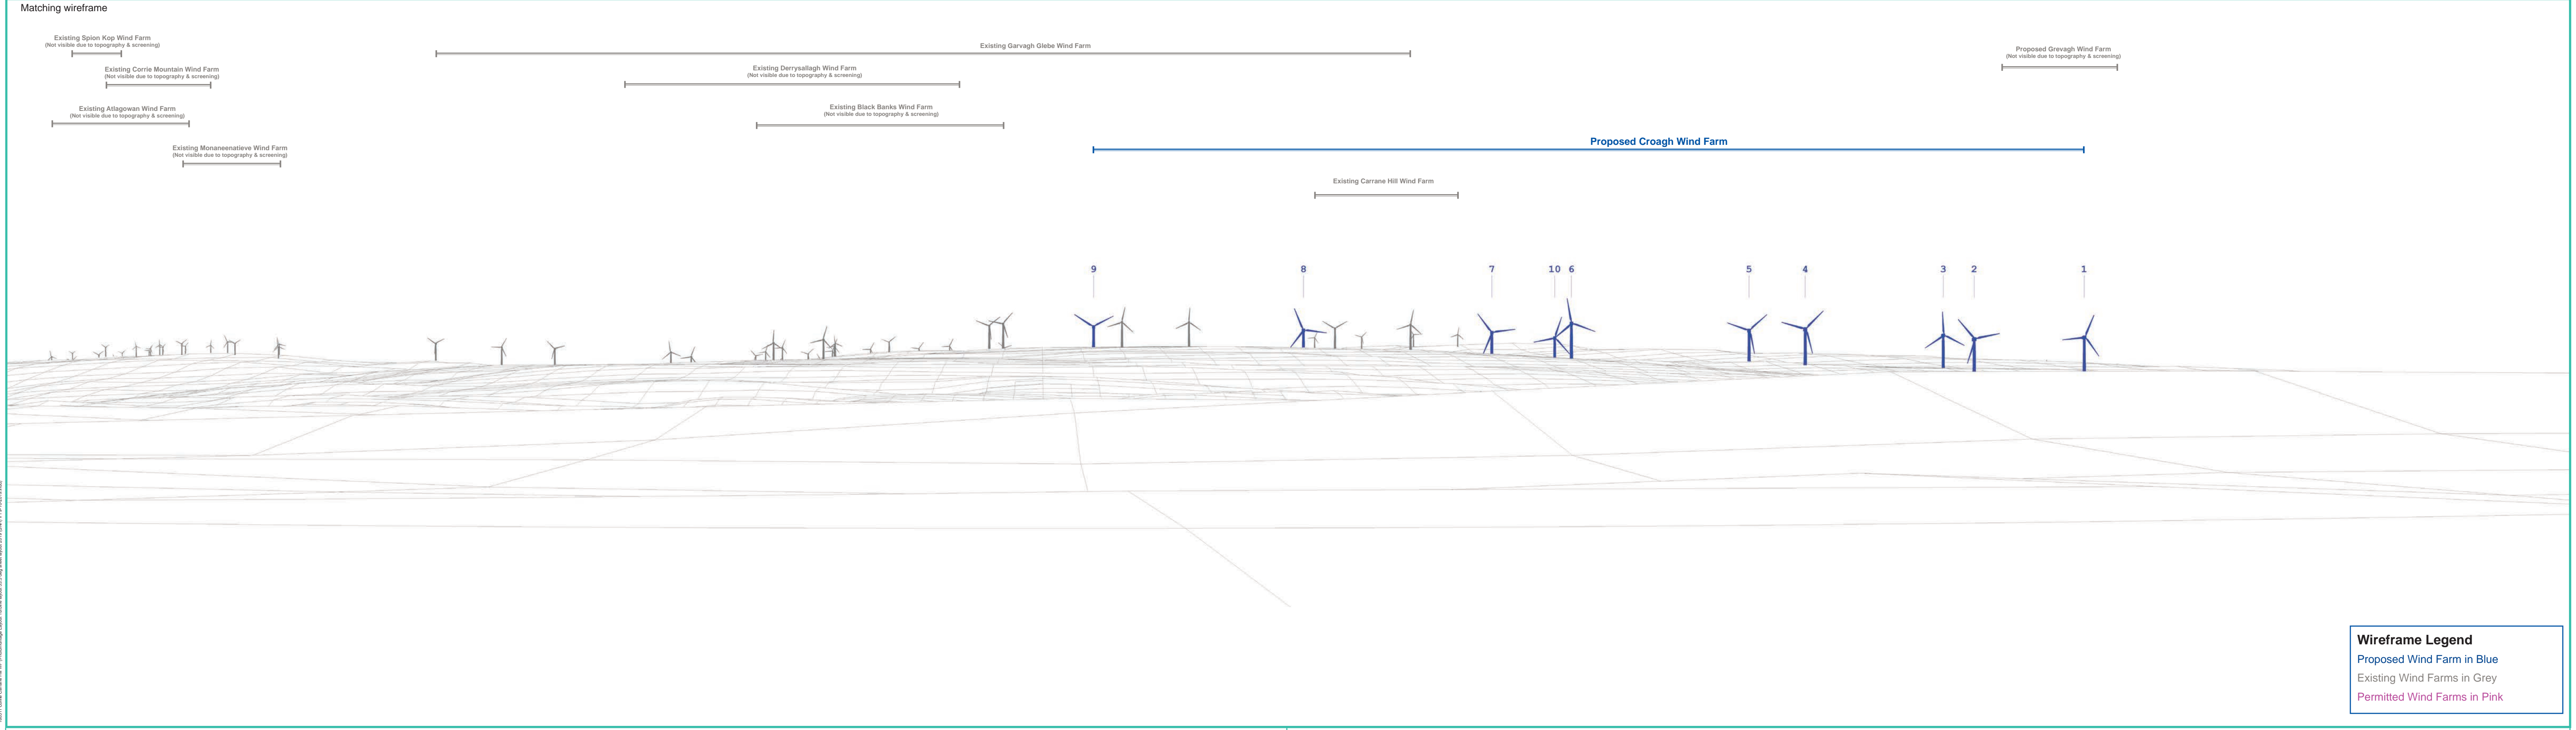 Matching wireframe
Existing Spion Kop Wind Farm
(Not visible due to topography & screening)
Existing Corrie Mountain Wind Farm
(Not visible due to topography & screening)
Existing Atlagowan Wind Farm
(Not visible due to topography & screening)
Existing Monaneenatieve Wind Farm
(Not visible due to topography & screening)
Existing Garvagh Glebe Wind Farm
Existing Derrysallagh Wind Farm
(Not visible due to topography & screening)
Existing Black Banks Wind Farm
(Not visible due to topography & screening)
Proposed Grevagh Wind Farm
(Not visible due to topography & screening)
Proposed Croagh Wind Farm
Existing Carrane Hill Wind Farm
9 8 7 10 6 5 4 3 2 1
Wireframe Legend
Proposed Wind Farm in Blue
Existing Wind Farms in Grey
Permitted Wind Farms in Pink